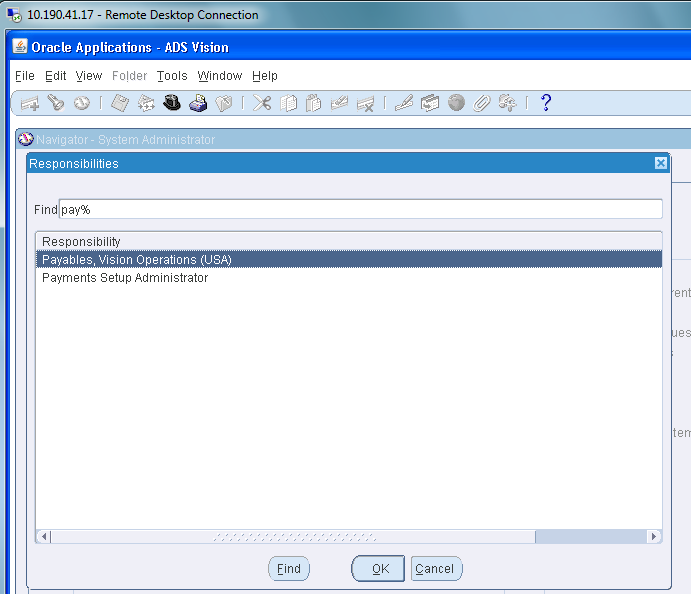 10.190.41.17 - Remote Desktop Connection
Oracle Applications - ADS Vision
File Edit View Folder Tools Window Help
Navigator - System Administrator
Responsibilities
Find pay%
Responsibility
Payables, Vision Operations (USA)
Payments Setup Administrator
Find OK Cancel